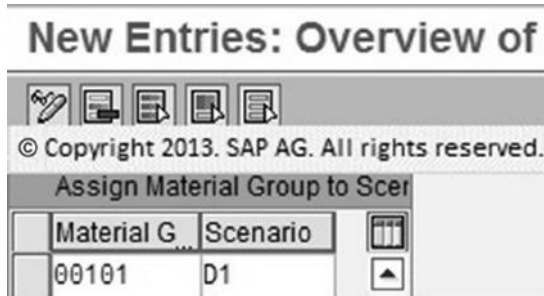 New Entries: Overview of
© Copyright 2013. SAP AG. All rights reserved.
Assign Material Group to Scer
Material G... Scenario
00101 D1